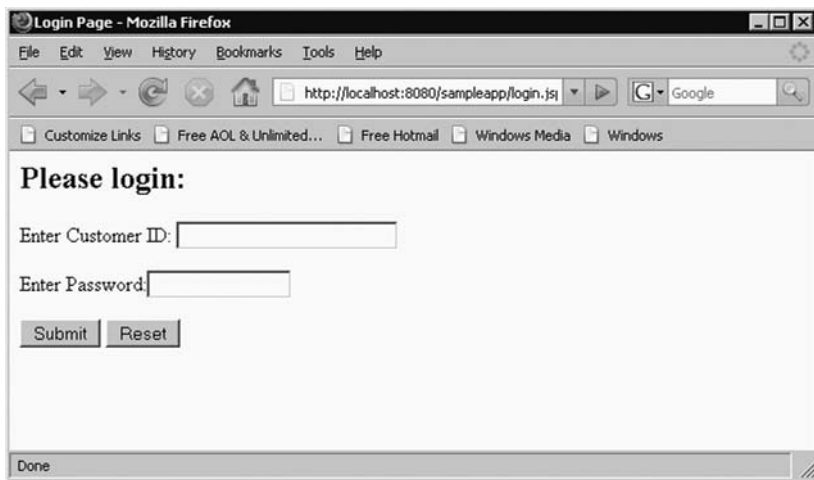 Login Page - Mozilla Firefox
File Edit View History Bookmarks Tools Help
http://localhost:8080/sampleapp/login.jsp G Google
Customize Links Free AOL & Unlimited... Free Hotmail Windows Media Windows
Please login:
Enter Customer ID:
Enter Password:
Submit Reset
Done